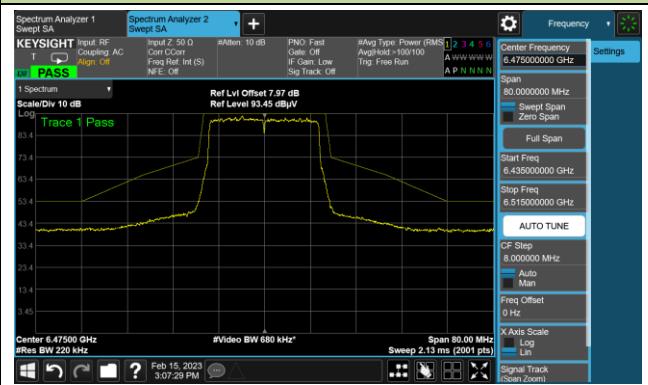 Spectrum Analyzer 1
Swept SA
Spectrum Analyzer 2
Swept SA
+
Frequency
KEYSIGHT
T
LXI
PASS
Input: RF
Coupling: AC
Align: Off
Input Z: 50 Ω
Corr CCorr
Freq Ref: Int (S)
NFE: Off
#Atten: 10 dB
PNO: Fast
Gate: Off
IF Gain: Low
Sig Track: Off
#Avg Type: Power (RMS
Avg|Hold:>100/100
Trig: Free Run
1 2 3 4 5 6
A W W W W W
A P N N N N
1 Spectrum
Scale/Div 10 dB
Ref Lvl Offset 7.97 dB
Ref Level 93.45 dBµV
Log
Trace 1 Pass
83.4
73.4
63.4
53.4
43.4
33.4
23.4
13.4
3.45
Center 6.47500 GHz
#Res BW 220 kHz
#Video BW 680 kHz*
Span 80.00 MHz
Sweep 2.13 ms (2001 pts)
Center Frequency
6.475000000 GHz
Settings
Span
80.0000000 MHz
Swept Span
Zero Span
Full Span
Start Freq
6.435000000 GHz
Stop Freq
6.515000000 GHz
AUTO TUNE
CF Step
8.000000 MHz
Auto
Man
Freq Offset
0 Hz
X Axis Scale
Log
Lin
Signal Track
(Span Zoom)
?
Feb 15, 2023
3:07:29 PM